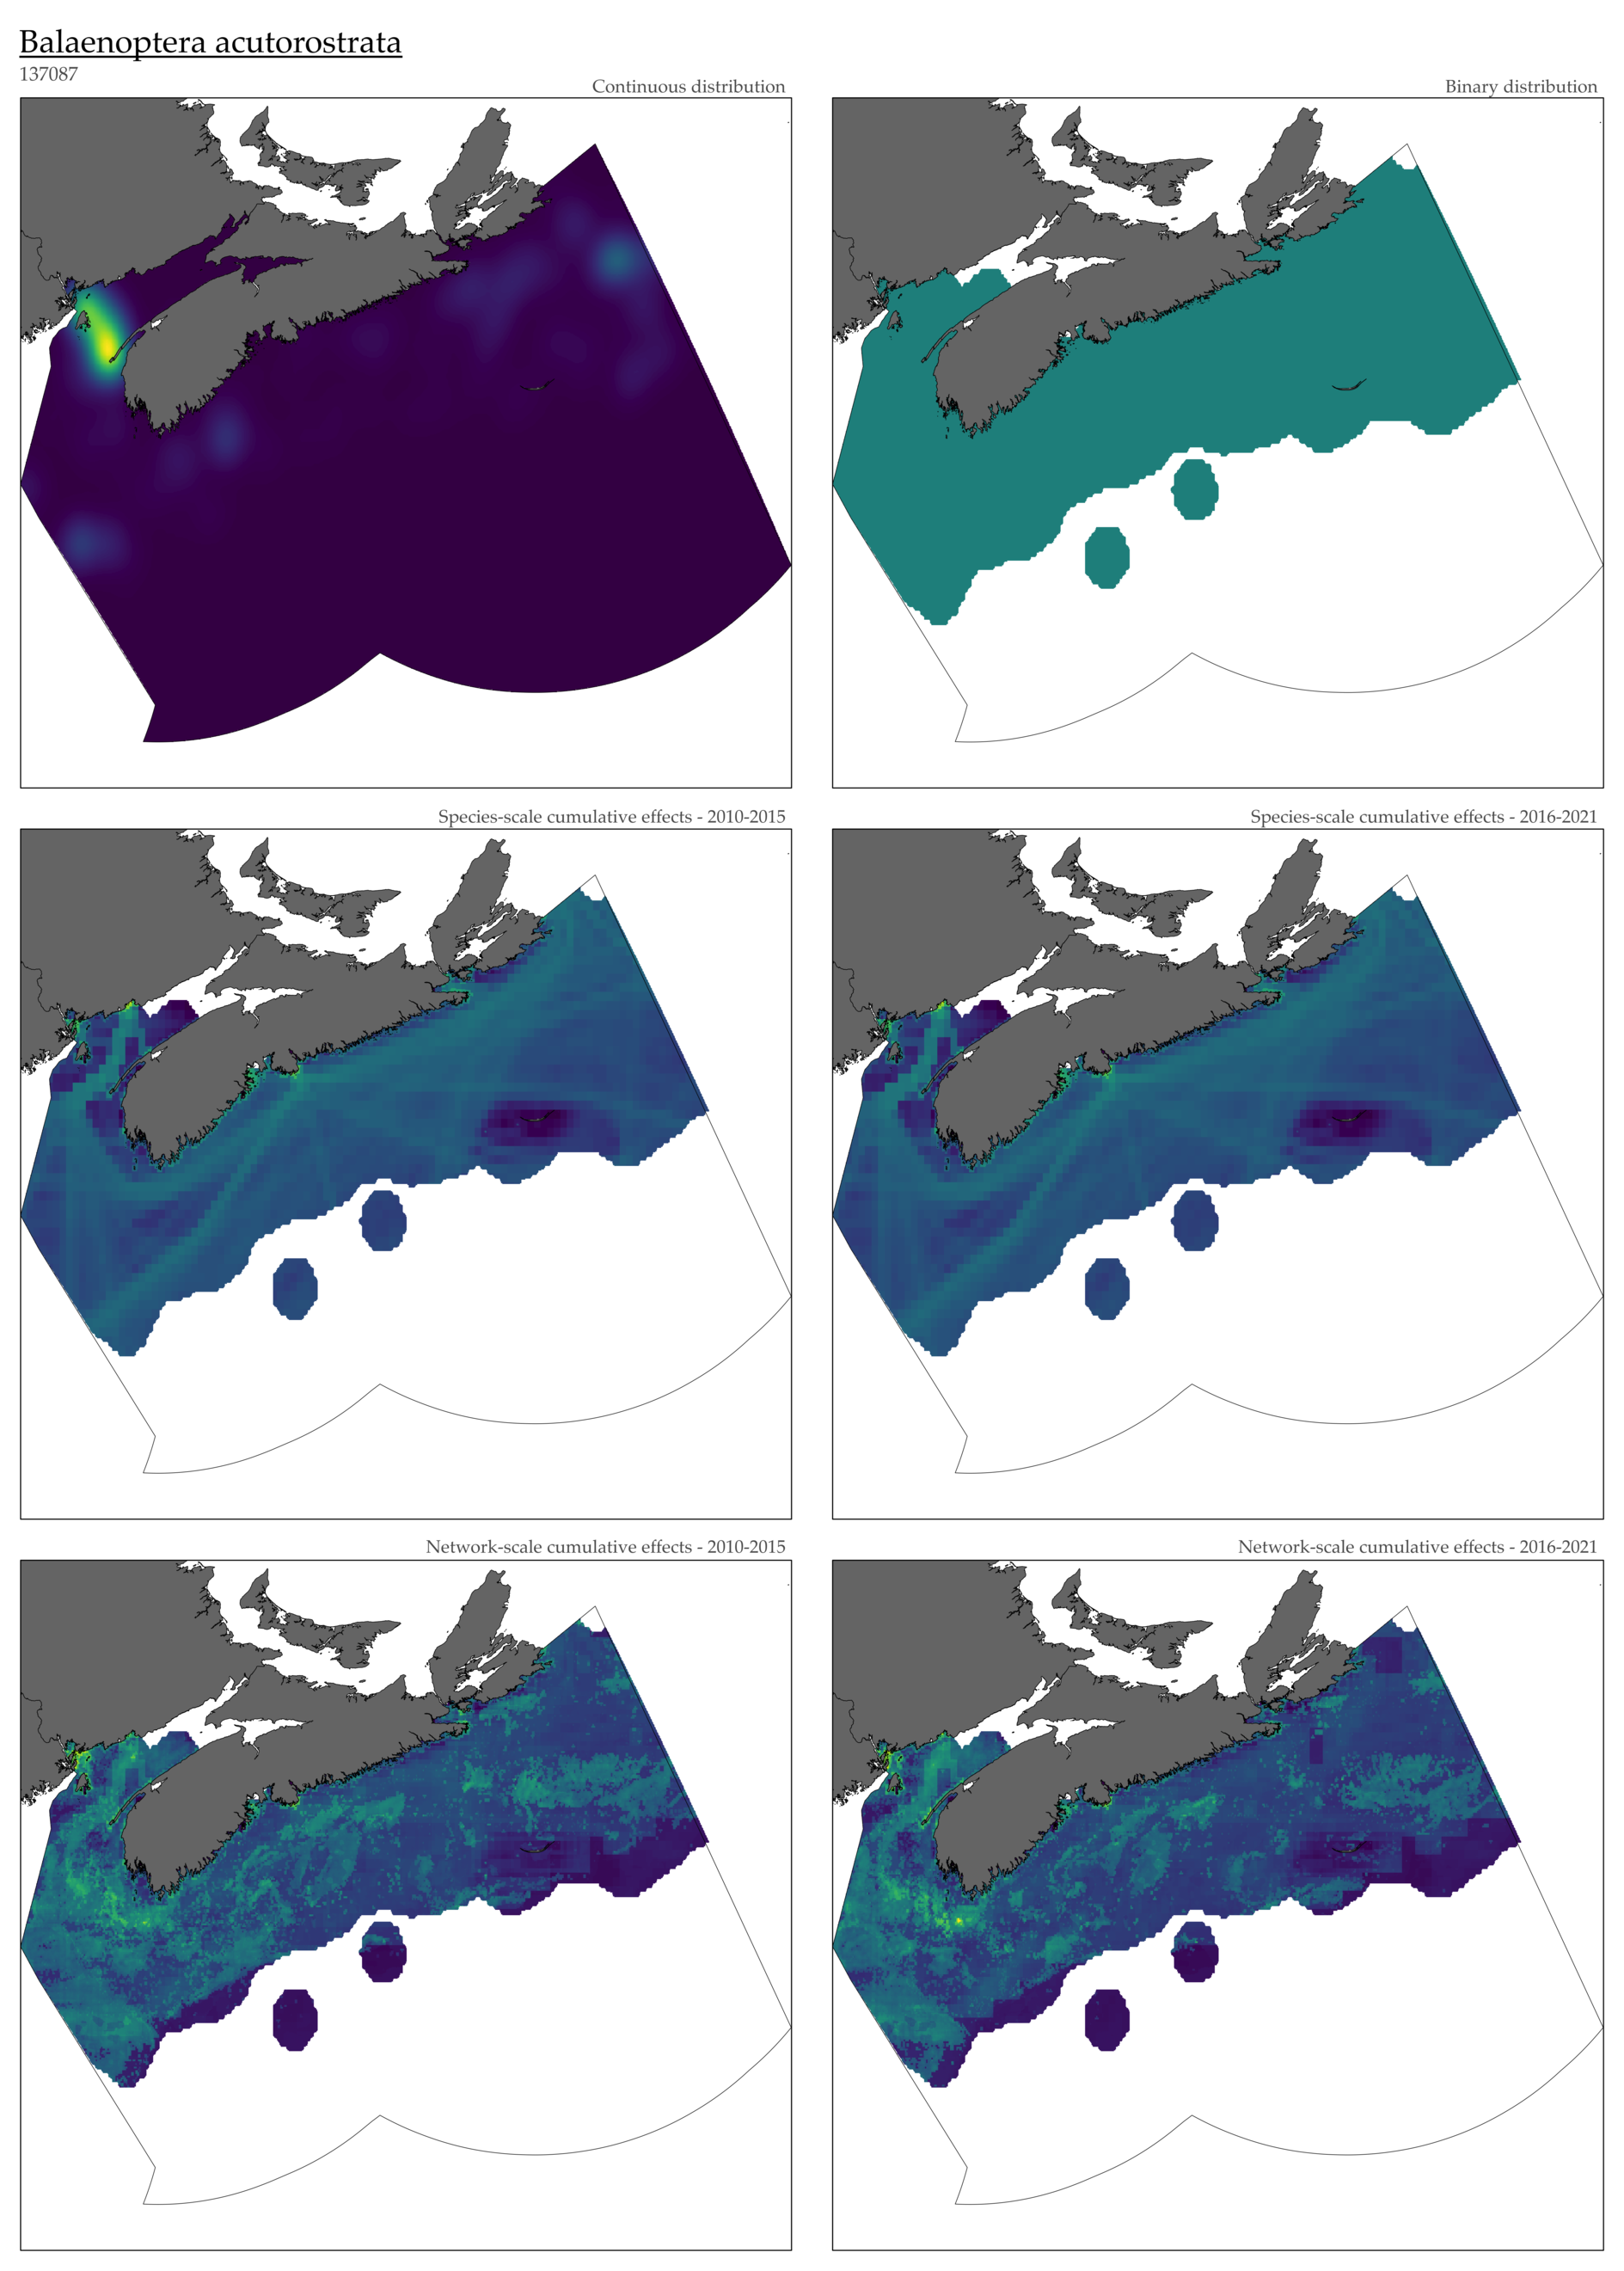 Balaenoptera acutorostrata
137087
Continuous distribution
Binary distribution
Species-scale cumulative effects - 2010-2015
Species-scale cumulative effects - 2016-2021
Network-scale cumulative effects - 2010-2015
Network-scale cumulative effects - 2016-2021